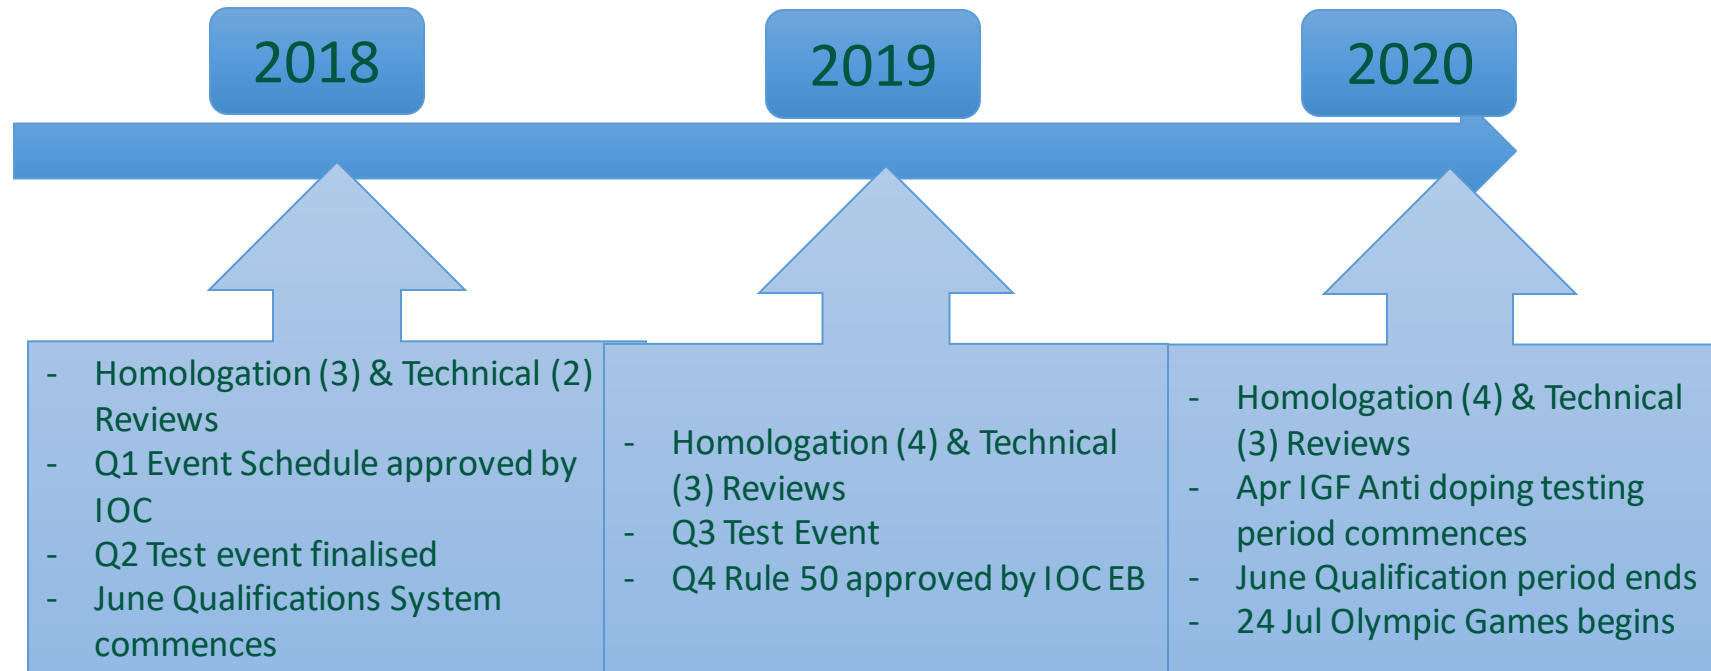 2018
2019
2020
- Homologation (3) & Technical (2)
Reviews
- Q1 Event Schedule approved by
IOC
- Q2 Test event finalised
- June Qualifications System
commences
- Homologation (4) & Technical
(3) Reviews
- Q3 Test Event
- Q4 Rule 50 approved by IOC EB
- Homologation (4) & Technical
(3) Reviews
- Apr IGF Anti doping testing
period commences
- June Qualification period ends
- 24 Jul Olympic Games begins